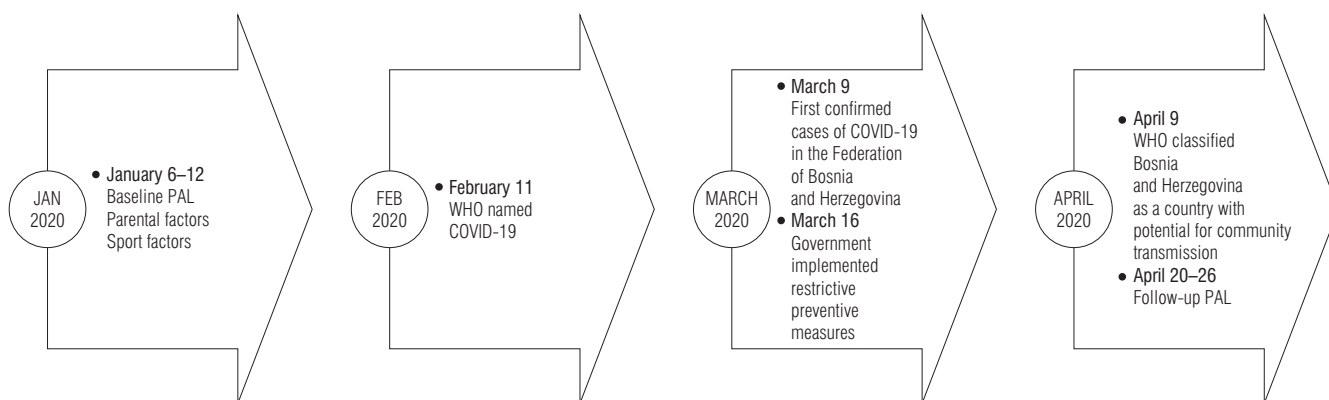 JAN
2020
• January 6–12
Baseline PAL
Parental factors
Sport factors
FEB
2020
• February 11
WHO named
COVID-19
MARCH
2020
• March 9
First confirmed
cases of COVID-19
in the Federation
of Bosnia
and Herzegovina
• March 16
Government
implemented
restrictive
preventive
measures
APRIL
2020
• April 9
WHO classified
Bosnia
and Herzegovina
as a country with
potential for community
transmission
• April 20–26
Follow-up PAL